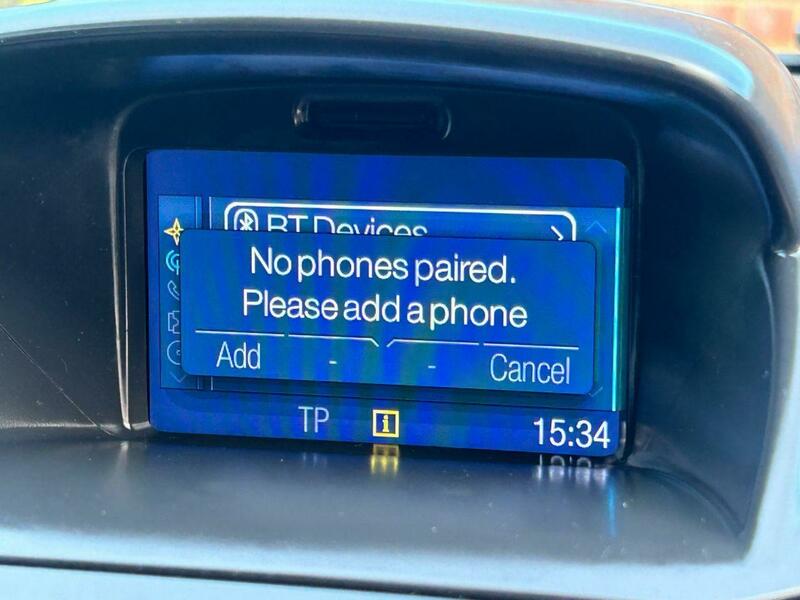 BT Devices
No phones paired.
Please add a phone
Add - - Cancel
TP i 15:34